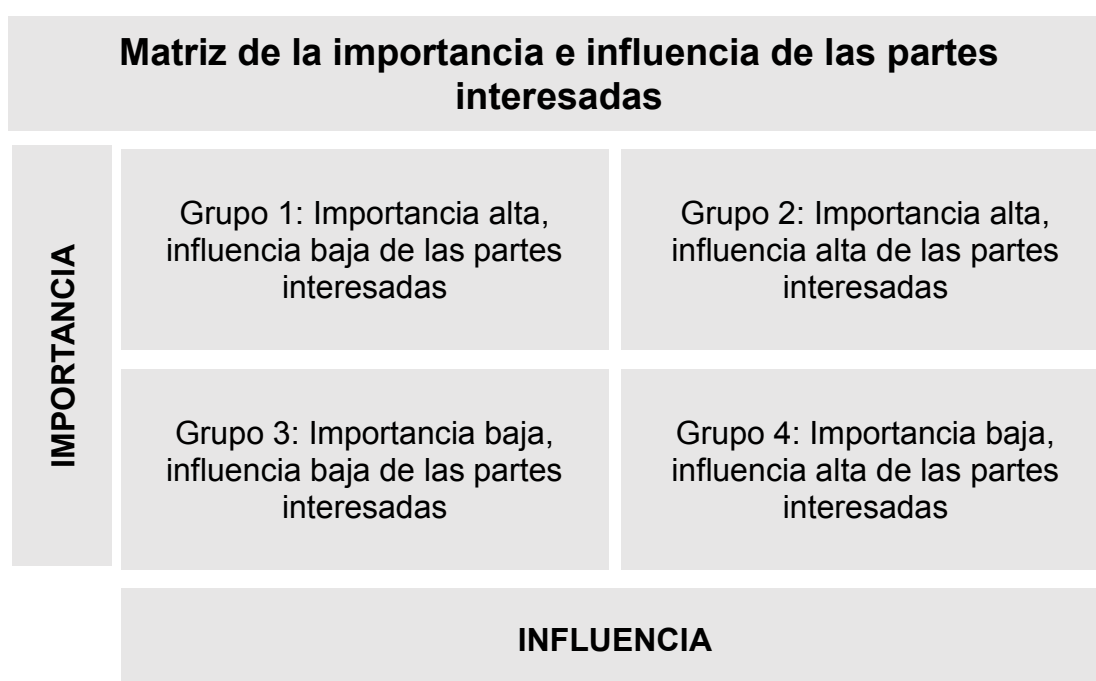 Matriz de la importancia e influencia de las partes
interesadas
IMPORTANCIA
Grupo 1: Importancia alta,
influencia baja de las partes
interesadas
Grupo 2: Importancia alta,
influencia alta de las partes
interesadas
Grupo 3: Importancia baja,
influencia baja de las partes
interesadas
Grupo 4: Importancia baja,
influencia alta de las partes
interesadas
INFLUENCIA